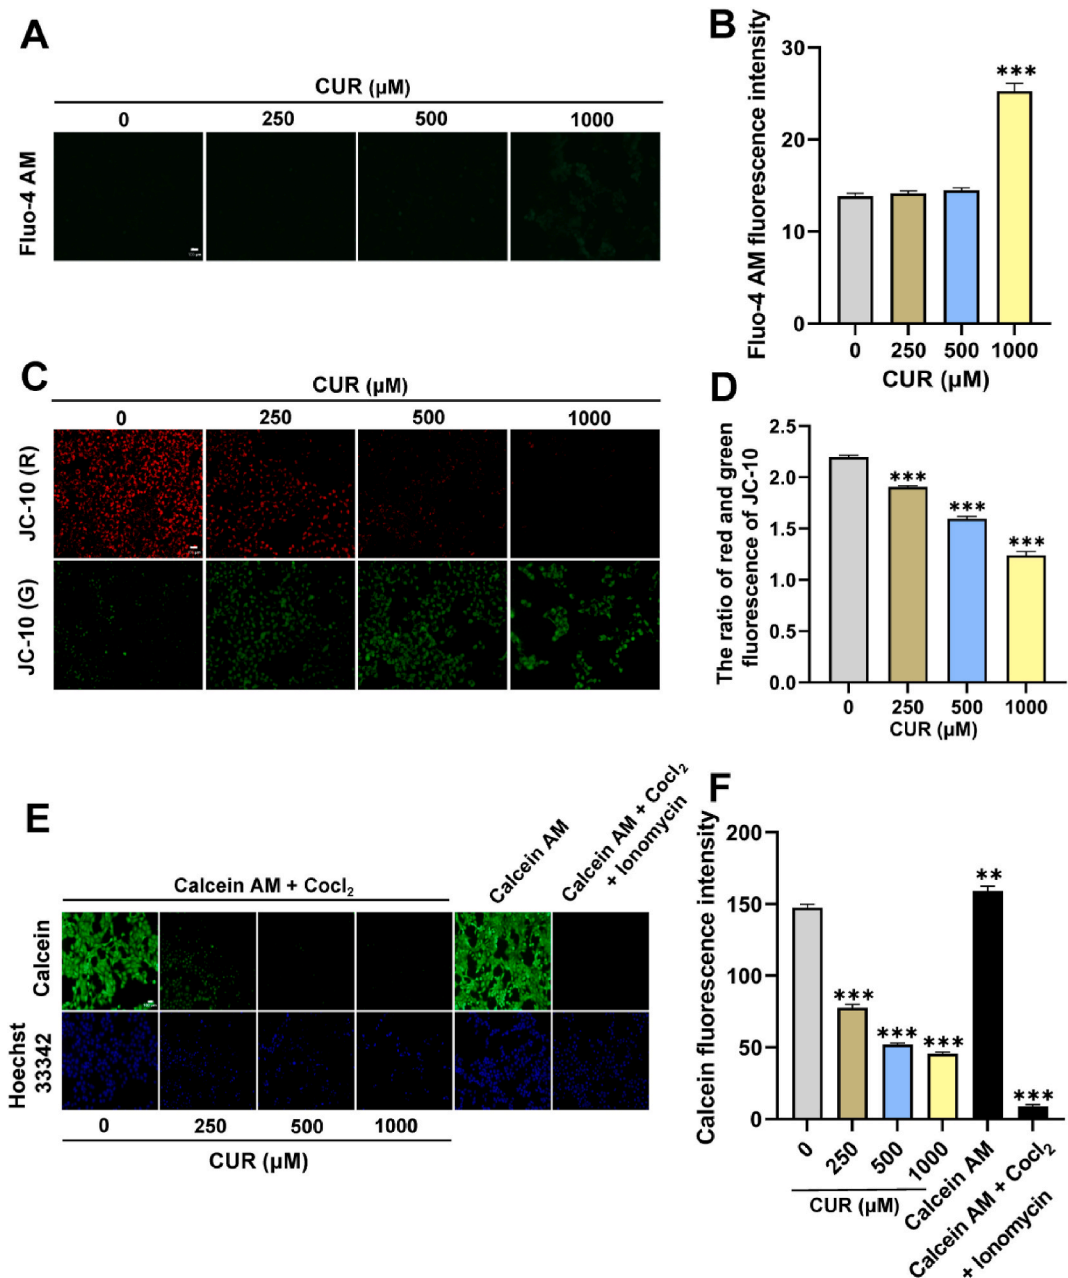 A
CUR (µM)
0 250 500 1000
Fluo-4 AM
B
Fluo-4 AM fluorescence intensity
30
20
10
0
***
0 250 500 1000
CUR (µM)
C
CUR (µM)
0 250 500 1000
JC-10 (R)
JC-10 (G)
D
The ratio of red and green
fluorescence of JC-10
2.5
2.0
1.5
1.0
0.5
0.0
***
***
***
0 250 500 1000
CUR (µM)
E
Calcein AM + Cocl₂
Calcein AM
Calcein AM + Cocl₂
+ Ionomycin
Calcein
Hoechst
33342
0 250 500 1000
CUR (µM)
F
Calcein fluorescence intensity
200
150
100
50
0
***
***
***
**
***
0 250 500 1000
CUR (µM)
Calcein AM
Calcein AM + Cocl₂
+ Ionomycin